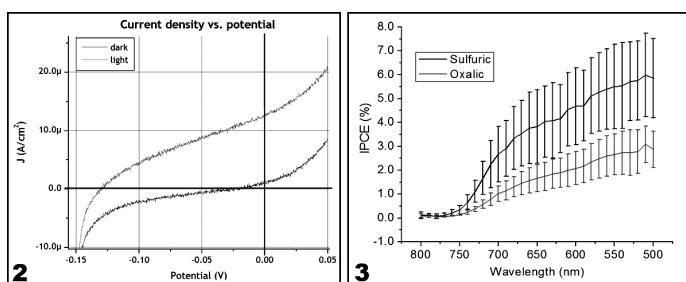 Current density vs. potential
dark
light
J (A/cm²)
20.0µ
10.0µ
0.0
-10.0µ
-0.15
-0.10
-0.05
0.00
0.05
Potential (V)
2
Sulfuric
Oxalic
IPCE (%)
8.0
7.0
6.0
5.0
4.0
3.0
2.0
1.0
0.0
-1.0
800
750
700
650
600
550
500
Wavelength (nm)
3